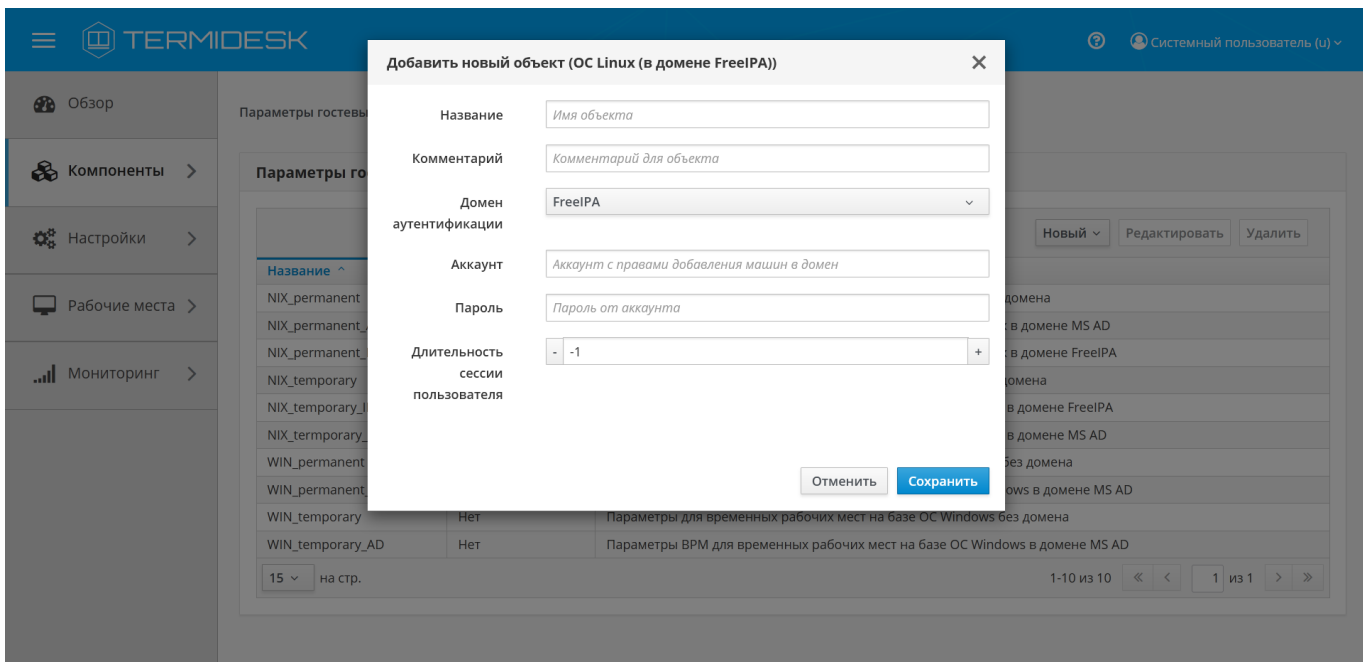 TERMIDESK
Системный пользователь (u)
Обзор
Компоненты
Настройки
Рабочие места
Мониторинг
Параметры гостевы
Параметры го
Новый
Редактировать
Удалить
Название
NIX_permanent
домена
NIX_permanent_
в домене MS AD
NIX_permanent_
в домене FreeIPA
NIX_temporary
домена
NIX_temporary_I
в домене FreeIPA
NIX_termporary_
в домене MS AD
WIN_permanent
без домена
WIN_permanent_
ows в домене MS AD
WIN_temporary Нет Параметры для временных рабочих мест на базе ОС Windows без домена
WIN_temporary_AD Нет Параметры ВРМ для временных рабочих мест на базе ОС Windows в домене MS AD
15 на стр.
1-10 из 10
1 из 1
Добавить новый объект (ОС Linux (в домене FreeIPA))
Название Имя объекта
Комментарий Комментарий для объекта
Домен
аутентификации
FreeIPA
Аккаунт Аккаунт с правами добавления машин в домен
Пароль Пароль от аккаунта
Длительность
сессии
пользователя
- -1 +
Отменить
Сохранить